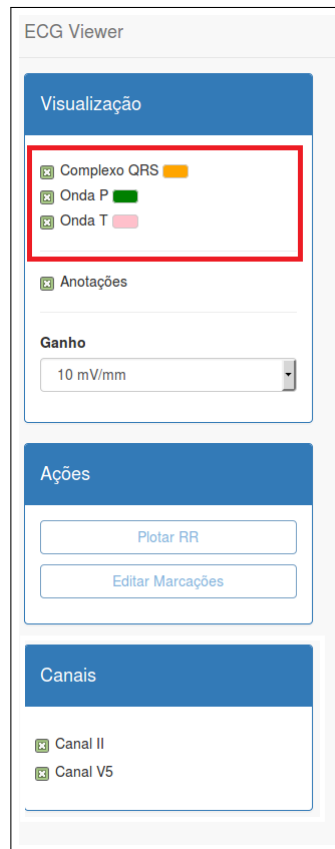 ECG Viewer
Visualização
Complexo QRS
Onda P
Onda T
Anotações
Ganho
10 mV/mm
Ações
Plotar RR
Editar Marcações
Canais
Canal II
Canal V5